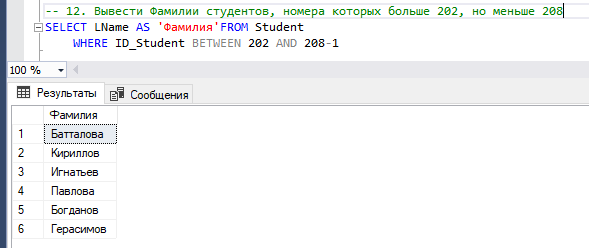 -- 12. Вывести Фамилии студентов, номера которых больше 202, но меньше 208
SELECT LName AS 'Фамилия'FROM Student
WHERE ID_Student BETWEEN 202 AND 208-1
100 %
Результаты Сообщения
Фамилия
1 Батталова
2 Кириллов
3 Игнатьев
4 Павлова
5 Богданов
6 Герасимов